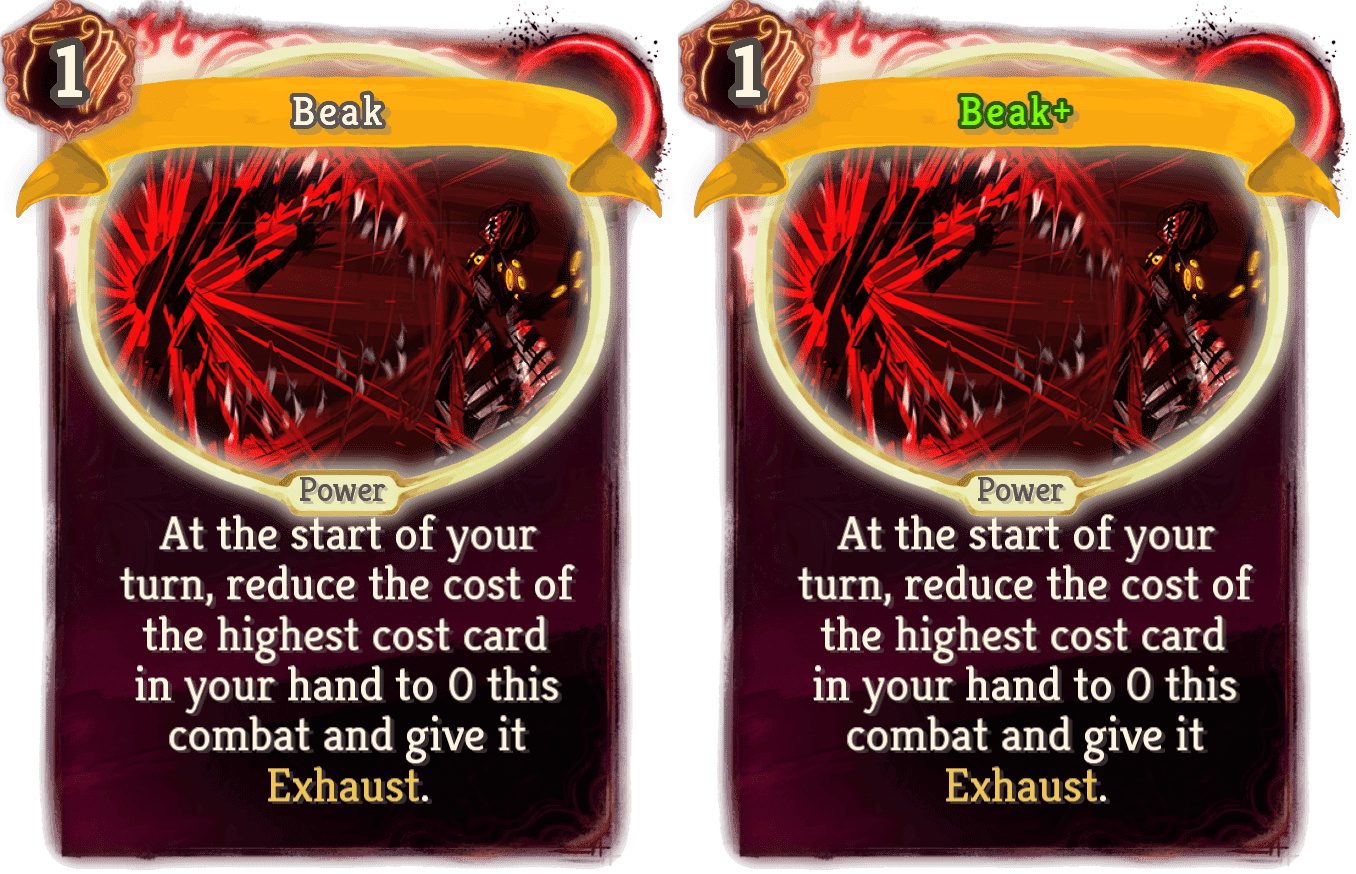 1
Beak
Power
At the start of your
turn, reduce the cost of
the highest cost card
in your hand to 0 this
combat and give it
Exhaust.
1
Beak+
Power
At the start of your
turn, reduce the cost of
the highest cost card
in your hand to 0 this
combat and give it
Exhaust.